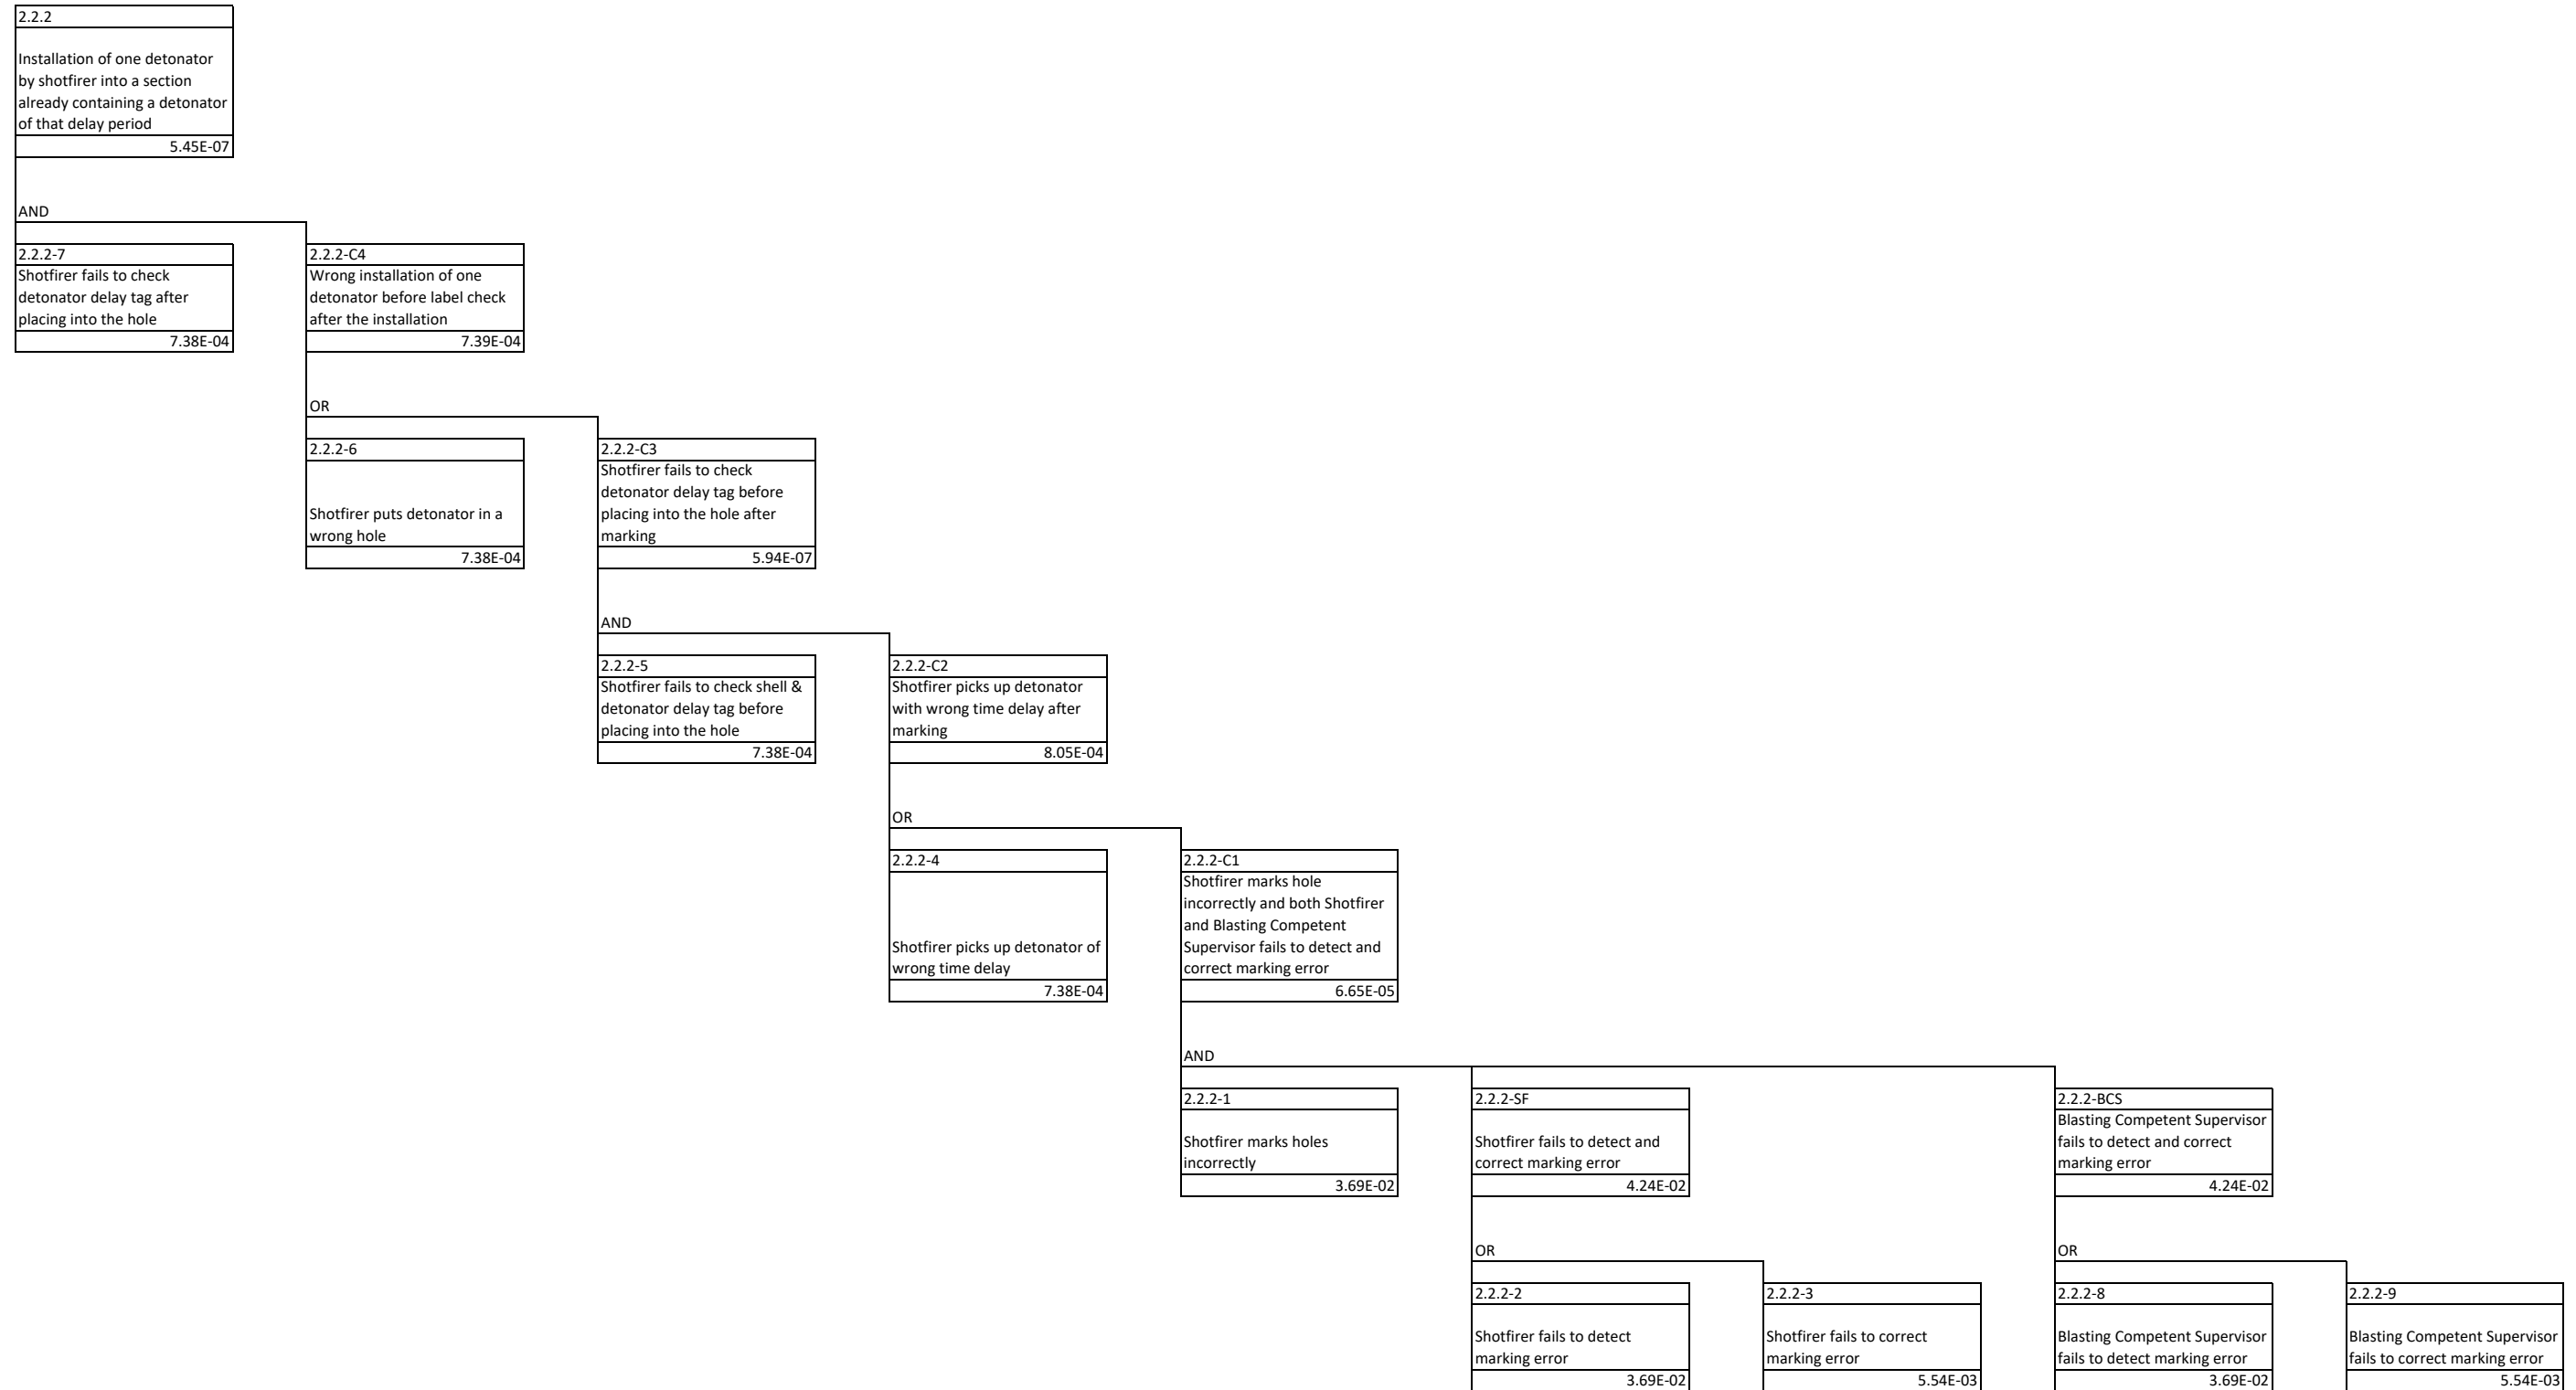 2.2.2
Installation of one detonator
by shotfirer into a section
already containing a detonator
of that delay period
5.45E-07
AND
2.2.2-7
Shotfirer fails to check
detonator delay tag after
placing into the hole
7.38E-04
2.2.2-C4
Wrong installation of one
detonator before label check
after the installation
7.39E-04
OR
2.2.2-6
Shotfirer puts detonator in a
wrong hole
7.38E-04
2.2.2-C3
Shotfirer fails to check
detonator delay tag before
placing into the hole after
marking
5.94E-07
AND
2.2.2-5
Shotfirer fails to check shell &
detonator delay tag before
placing into the hole
7.38E-04
2.2.2-C2
Shotfirer picks up detonator
with wrong time delay after
marking
8.05E-04
OR
2.2.2-4
Shotfirer picks up detonator of
wrong time delay
7.38E-04
2.2.2-C1
Shotfirer marks hole
incorrectly and both Shotfirer
and Blasting Competent
Supervisor fails to detect and
correct marking error
6.65E-05
AND
2.2.2-1
Shotfirer marks holes
incorrectly
3.69E-02
2.2.2-SF
Shotfirer fails to detect and
correct marking error
4.24E-02
2.2.2-BCS
Blasting Competent Supervisor
fails to detect and correct
marking error
4.24E-02
OR
2.2.2-2
Shotfirer fails to detect
marking error
3.69E-02
2.2.2-3
Shotfirer fails to correct
marking error
5.54E-03
OR
2.2.2-8
Blasting Competent Supervisor
fails to detect marking error
3.69E-02
2.2.2-9
Blasting Competent Supervisor
fails to correct marking error
5.54E-03